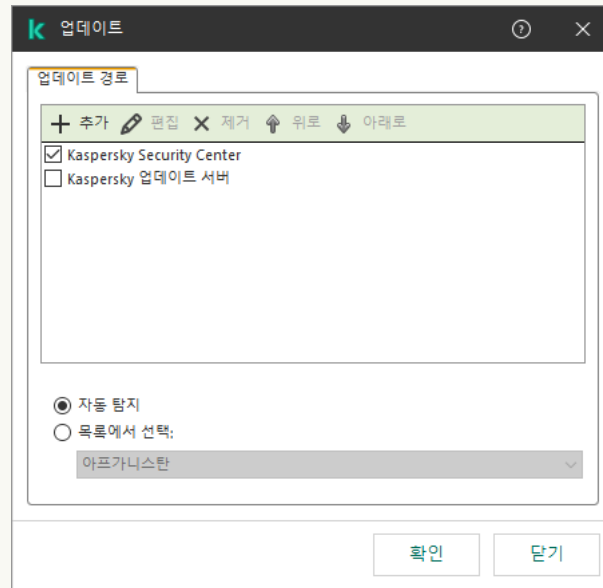 업데이트
업데이트 경로
추가 편집 제거 위로 아래로
Kaspersky Security Center
Kaspersky 업데이트 서버
자동 탐지
목록에서 선택:
아프가니스탄
확인 닫기